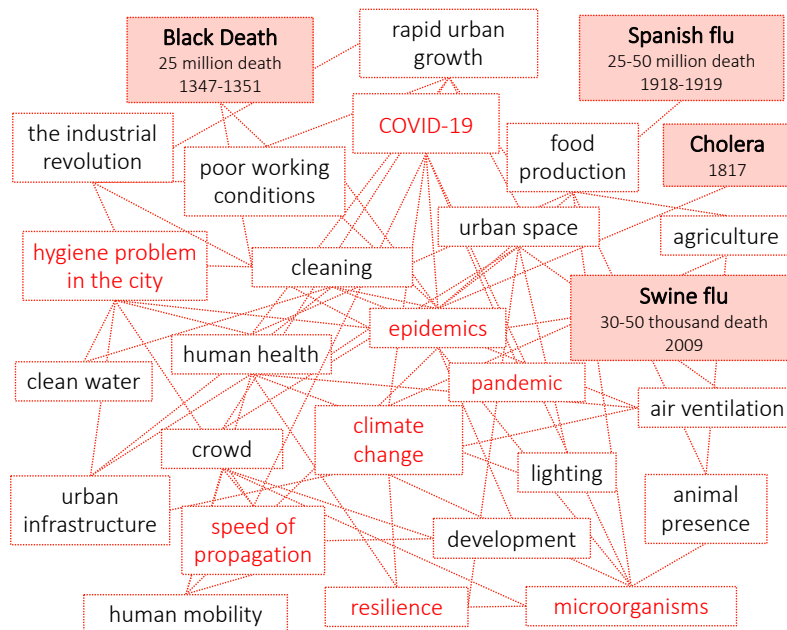 Black Death
25 million death
1347-1351
rapid urban
growth
Spanish flu
25-50 million death
1918-1919
COVID-19
the industrial
revolution
poor working
conditions
food
production
Cholera
1817
hygiene problem
in the city
cleaning
urban space
agriculture
epidemics
Swine flu
30-50 thousand death
2009
clean water
human health
pandemic
air ventilation
climate
change
crowd
lighting
urban
infrastructure
speed of
propagation
development
animal
presence
human mobility
resilience
microorganisms